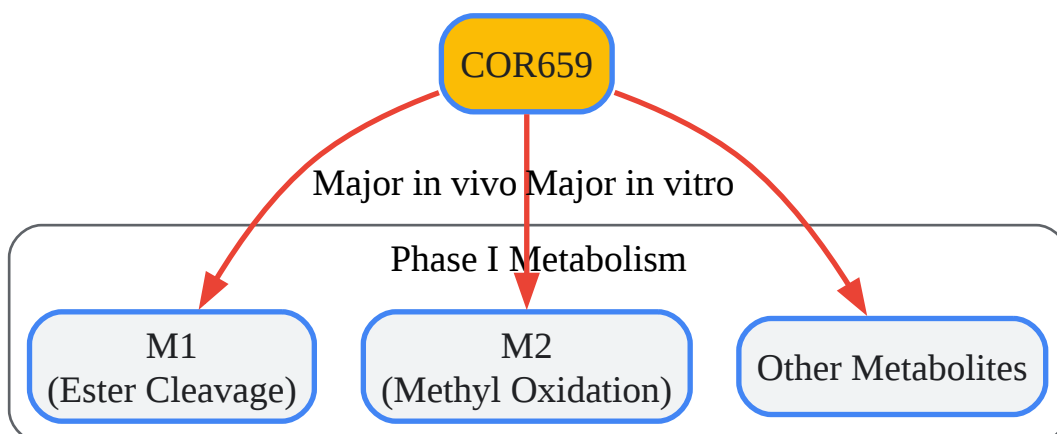 COR659
Major in vivo
Major in vitro
Phase I Metabolism
M1
(Ester Cleavage)
M2
(Methyl Oxidation)
Other Metabolites